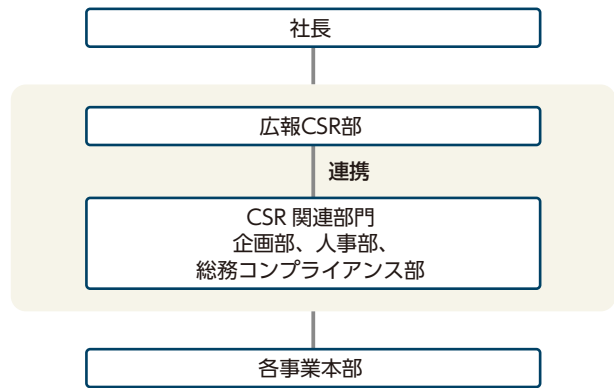 社長
広報CSR部
連携
CSR 関連部門
企画部、人事部、
総務コンプライアンス部
各事業本部